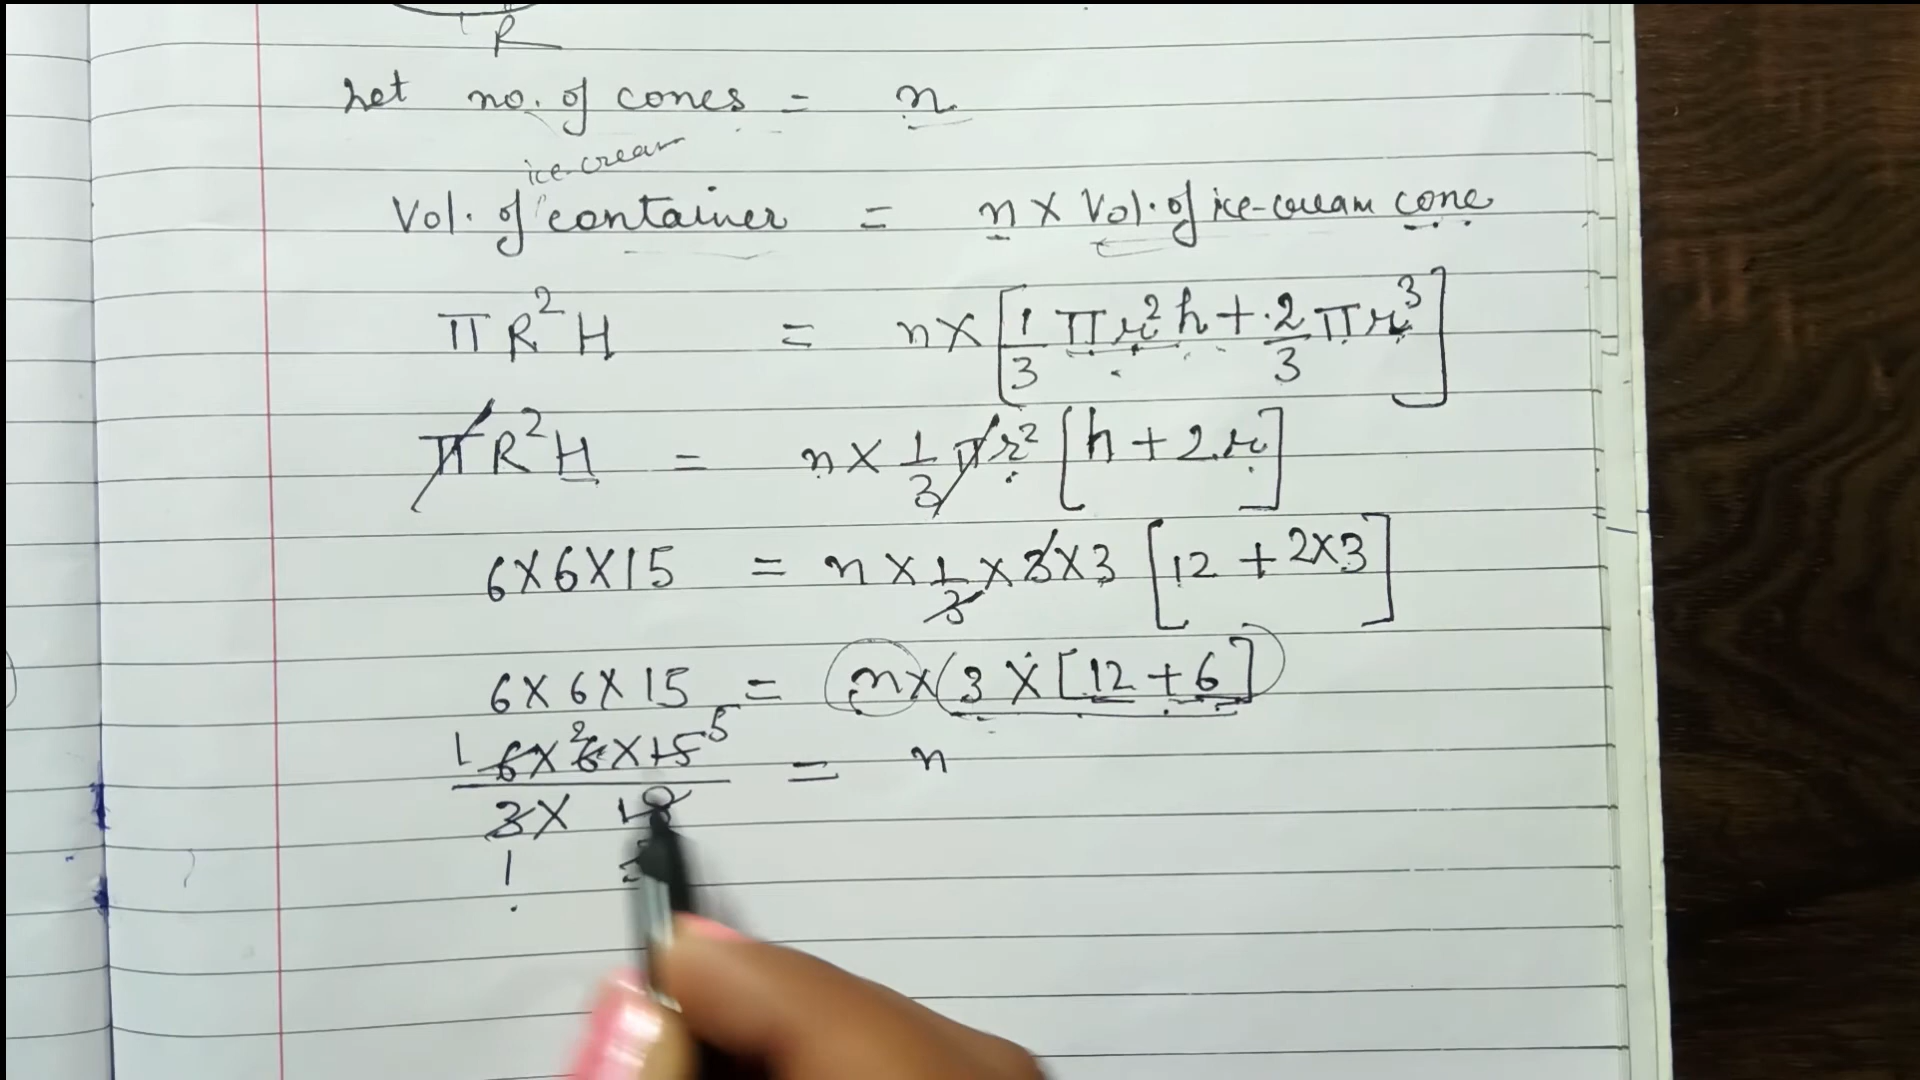 R
Let no. of cones = n
ice-cream
Vol. of container = n × Vol. of ice-cream cone
πR²H = n × [1/3 πr²h + 2/3 πr³]
πR²H = n × 1/3 πr² [h + 2r]
6×6×15 = n × 1/3 × 3×3 [12 + 2×3]
6×6×15 = n×(3 × [12 + 6])
1 6× 2 6×15 5
= n
3× 18
1